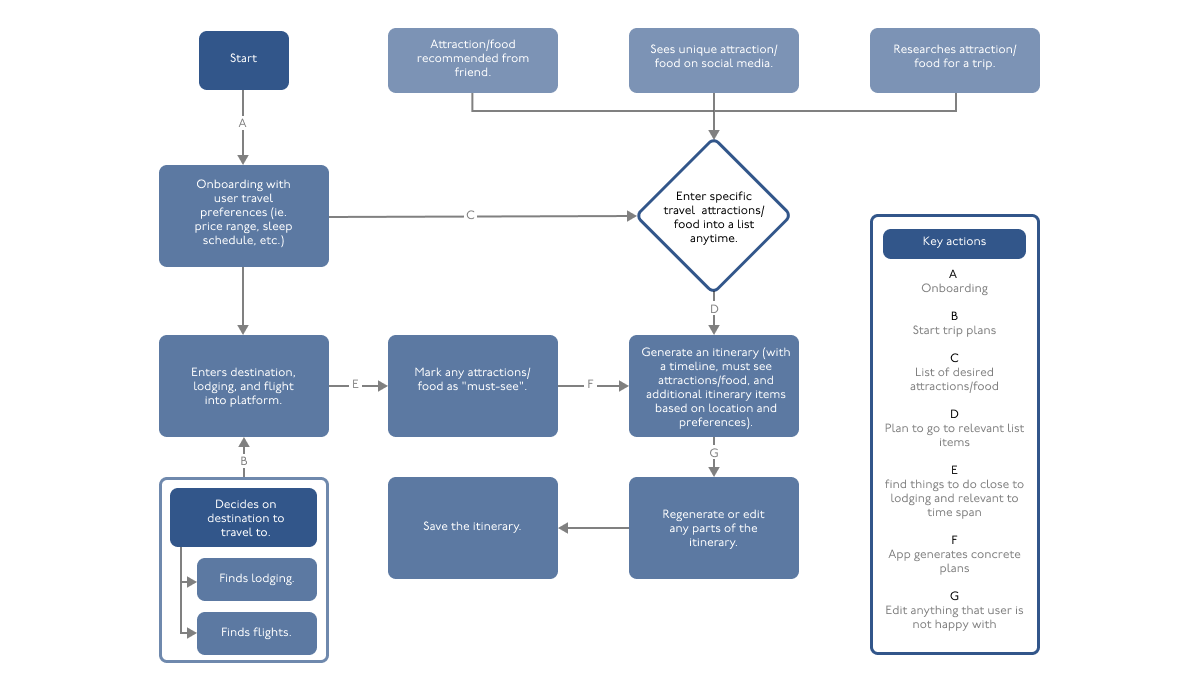 Start
Attraction/food
recommended from
friend.
Sees unique attraction/
food on social media.
Researches attraction/
food for a trip.
A
Onboarding with
user travel
preferences (ie.
price range, sleep
schedule, etc.)
C
Enter specific
travel attractions/
food into a list
anytime.
D
Enters destination,
lodging, and flight
into platform.
E
Mark any attractions/
food as "must-see".
F
Generate an itinerary (with
a timeline, must see
attractions/food, and
additional itinerary items
based on location and
preferences).
B
G
Decides on
destination to
travel to.
Finds lodging.
Finds flights.
Save the itinerary.
Regenerate or edit
any parts of the
itinerary.
Key actions
A
Onboarding
B
Start trip plans
C
List of desired
attractions/food
D
Plan to go to relevant list
items
E
find things to do close to
lodging and relevant to
time span
F
App generates concrete
plans
G
Edit anything that user is
not happy with